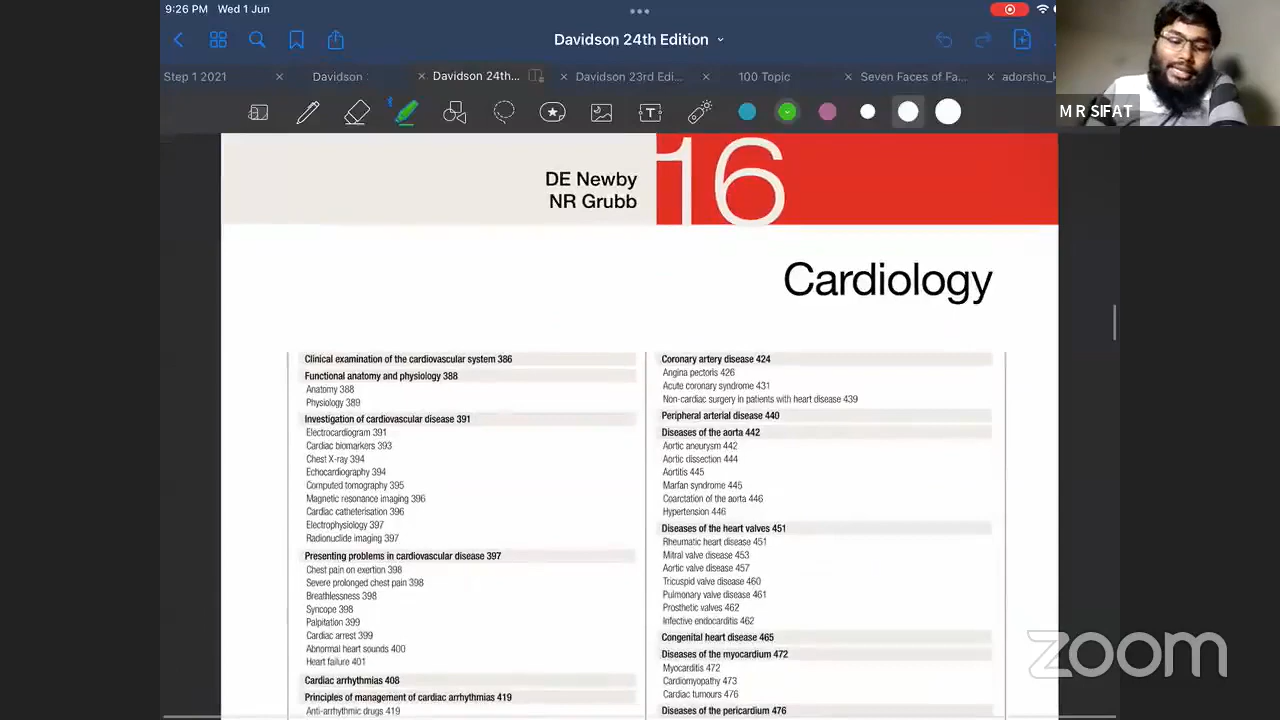 9:26 PM Wed 1 Jun
Davidson 24th Edition
Step 1 2021
Davidson
Davidson 24th...
Davidson 23rd Edi...
100 Topic
Seven Faces of Fa...
adorsho_k
M R SIFAT
DE Newby
NR Grubb
16
Cardiology
Clinical examination of the cardiovascular system 386
Functional anatomy and physiology 388
Anatomy 388
Physiology 389
Investigation of cardiovascular disease 391
Electrocardiogram 391
Cardiac biomarkers 393
Chest X-ray 394
Echocardiography 394
Computed tomography 395
Magnetic resonance imaging 396
Cardiac catheterisation 396
Electrophysiology 397
Radionuclide imaging 397
Presenting problems in cardiovascular disease 397
Chest pain on exertion 398
Severe prolonged chest pain 398
Breathlessness 398
Syncope 398
Palpitation 399
Cardiac arrest 399
Abnormal heart sounds 400
Heart failure 401
Cardiac arrhythmias 408
Principles of management of cardiac arrhythmias 419
Anti-arrhythmic drugs 419
Coronary artery disease 424
Angina pectoris 426
Acute coronary syndrome 431
Non-cardiac surgery in patients with heart disease 439
Peripheral arterial disease 440
Diseases of the aorta 442
Aortic aneurysm 442
Aortic dissection 444
Aortitis 445
Marfan syndrome 445
Coarctation of the aorta 446
Hypertension 446
Diseases of the heart valves 451
Rheumatic heart disease 451
Mitral valve disease 453
Aortic valve disease 457
Tricuspid valve disease 460
Pulmonary valve disease 461
Prosthetic valves 462
Infective endocarditis 462
Congenital heart disease 465
Diseases of the myocardium 472
Myocarditis 472
Cardiomyopathy 473
Cardiac tumours 476
Diseases of the pericardium 476
zoom